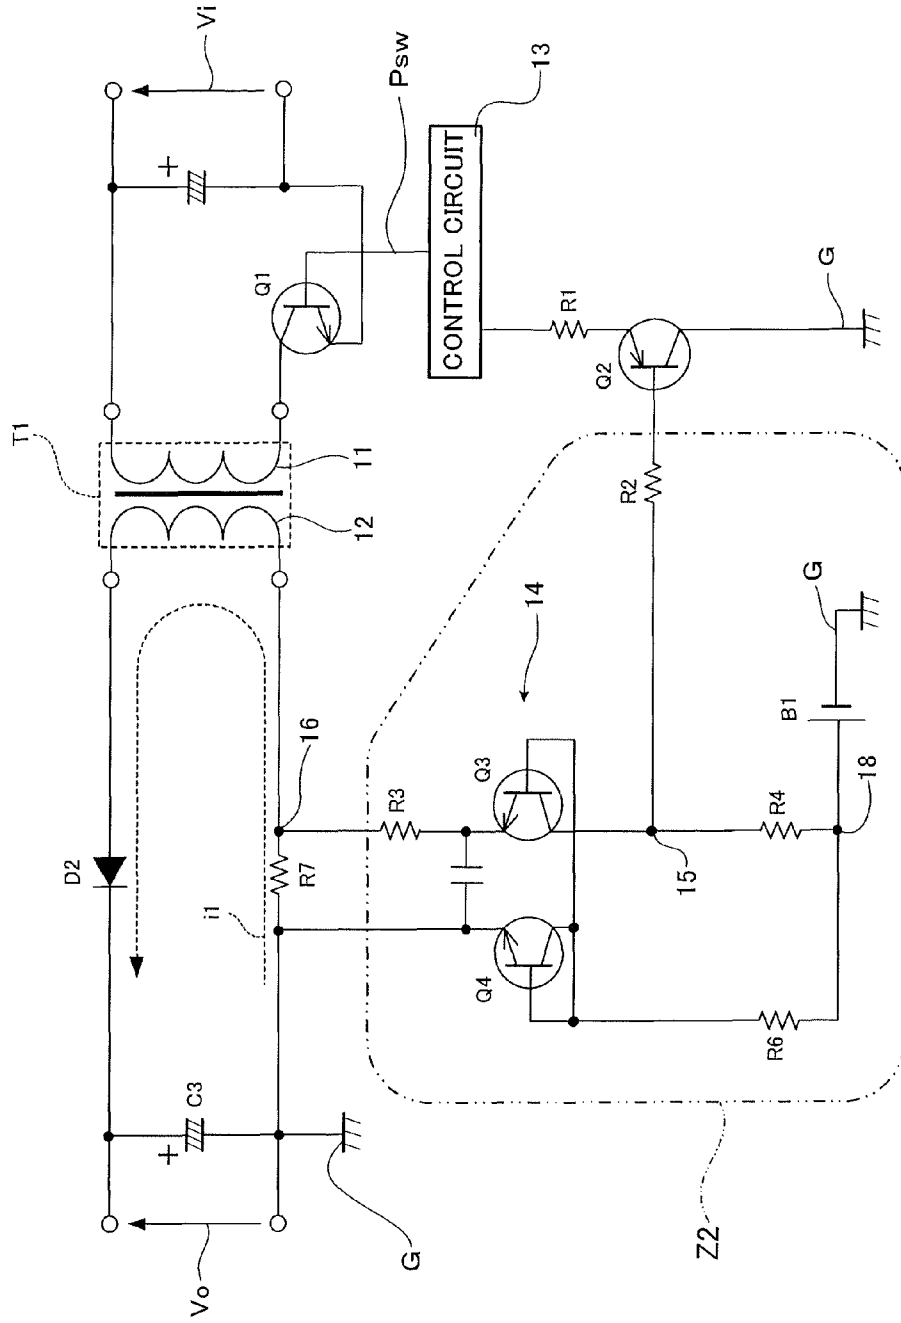 Vi
+
Psw
13
CONTROL CIRCUIT
Q1
R1
G
Q2
T1
11
12
R2
14
G
B1
16
Q3
R3
R4
18
D2
R7
15
i1
Q4
R6
C3
+
Z2
G
Vo